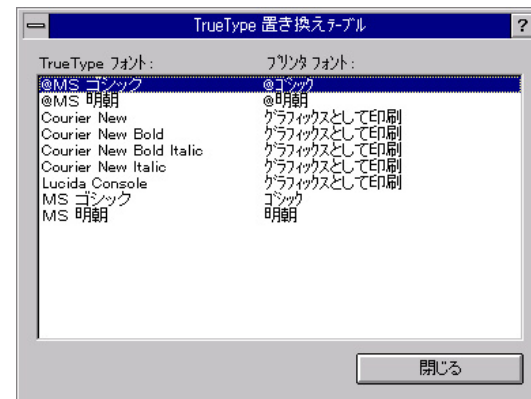 TrueType 置き換えﾃｰﾌﾞﾙ ?
TrueType ﾌｫﾝﾄ: ﾌﾟﾘﾝﾀ ﾌｫﾝﾄ:
@MS ゴシック @ｺﾞｼｯｸ
@MS 明朝 @明朝
Courier New ｸﾞﾗﾌｨｯｸｽとして印刷
Courier New Bold ｸﾞﾗﾌｨｯｸｽとして印刷
Courier New Bold Italic ｸﾞﾗﾌｨｯｸｽとして印刷
Courier New Italic ｸﾞﾗﾌｨｯｸｽとして印刷
Lucida Console ｸﾞﾗﾌｨｯｸｽとして印刷
MS ゴシック ｺﾞｼｯｸ
MS 明朝 明朝
閉じる